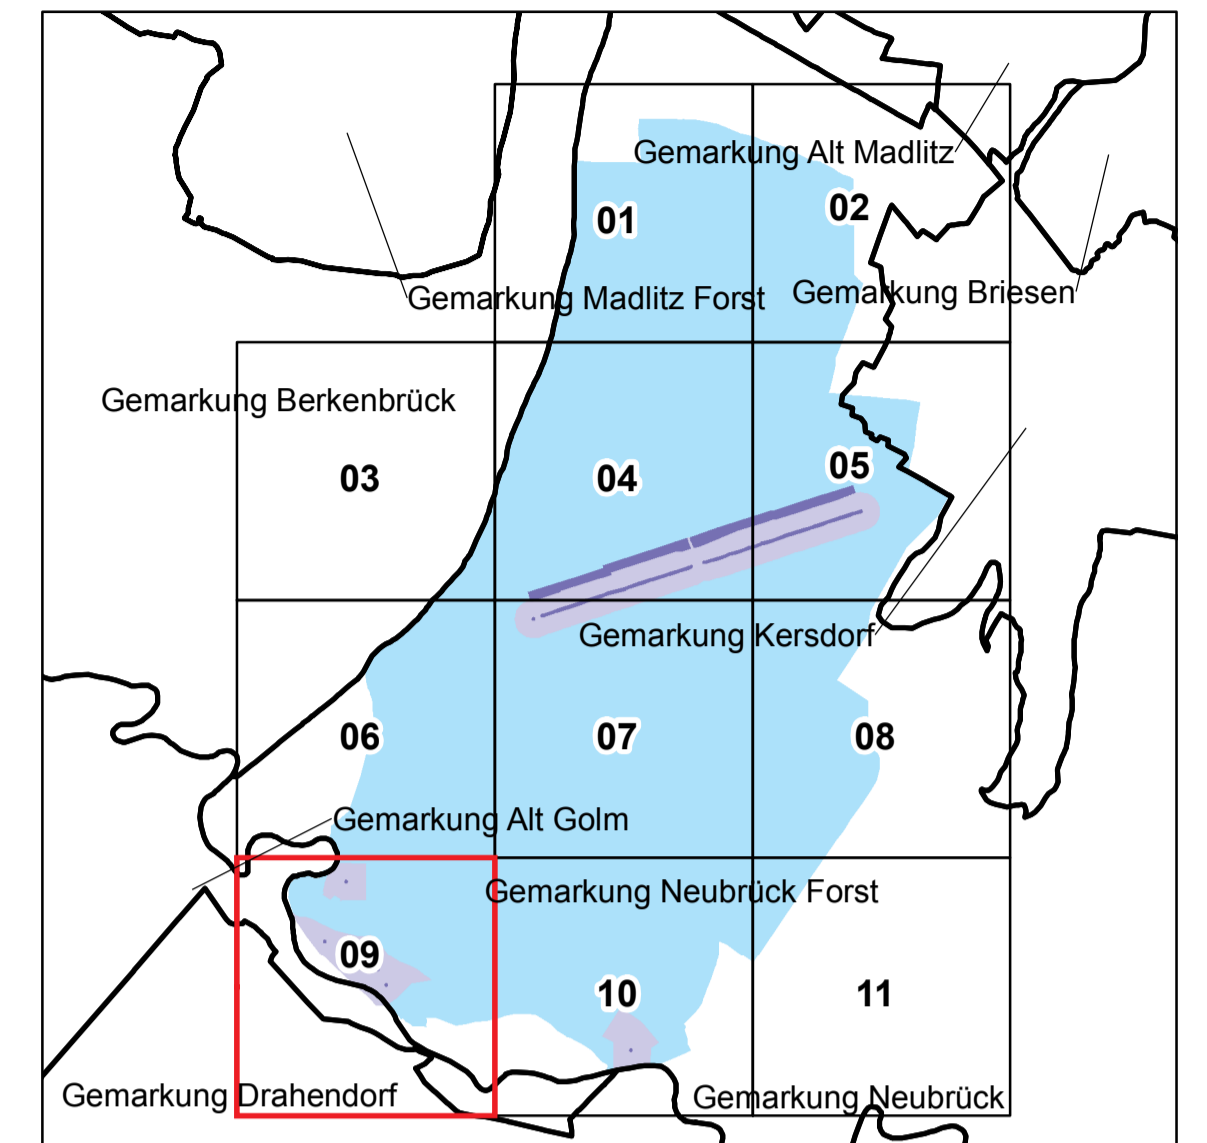 Gemarkung Alt Madlitz
01
02
Gemarkung Madlitz Forst
Gemarkung Briesen
Gemarkung Berkenbrück
03
04
05
Gemarkung Kersdorf
06
07
08
Gemarkung Alt Golm
Gemarkung Neubrück Forst
09
10
11
Gemarkung Drahendorf
Gemarkung Neubrück